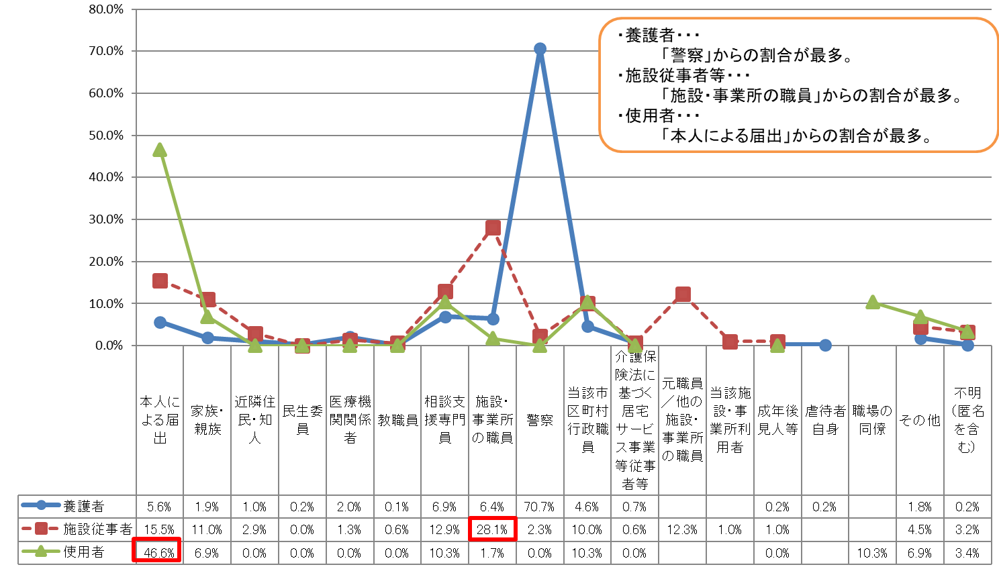 80.0%
70.0%
60.0%
50.0%
40.0%
30.0%
20.0%
10.0%
0.0%
・養護者・・・
「警察」からの割合が最多。
・施設従事者等・・・
「施設・事業所の職員」からの割合が最多。
・使用者・・・
「本人による届出」からの割合が最多。
本人に
よる届
出
家族・
親族
近隣住
民・知
人
民生委
員
医療機
関関係
者
教職員
相談支
援専門
員
施設・
事業所
の職員
警察
当該市
区町村
行政職
員
介護保
険法に
基づく
居宅
サービ
ス事業
等従事
者等
元職員
／他の
施設・
事業所
の職員
当該施
設・事
業所利
用者
成年後
見人等
虐待者
自身
職場の
同僚
その他
不明
（匿名
を含
む）
養護者 5.6% 1.9% 1.0% 0.2% 2.0% 0.1% 6.9% 6.4% 70.7% 4.6% 0.7% 0.2% 0.2% 1.8% 0.2%
施設従事者 15.5% 11.0% 2.9% 0.0% 1.3% 0.6% 12.9% 28.1% 2.3% 10.0% 0.6% 12.3% 1.0% 1.0% 4.5% 3.2%
使用者 46.6% 6.9% 0.0% 0.0% 0.0% 0.0% 10.3% 1.7% 0.0% 10.3% 0.0% 0.0% 10.3% 6.9% 3.4%